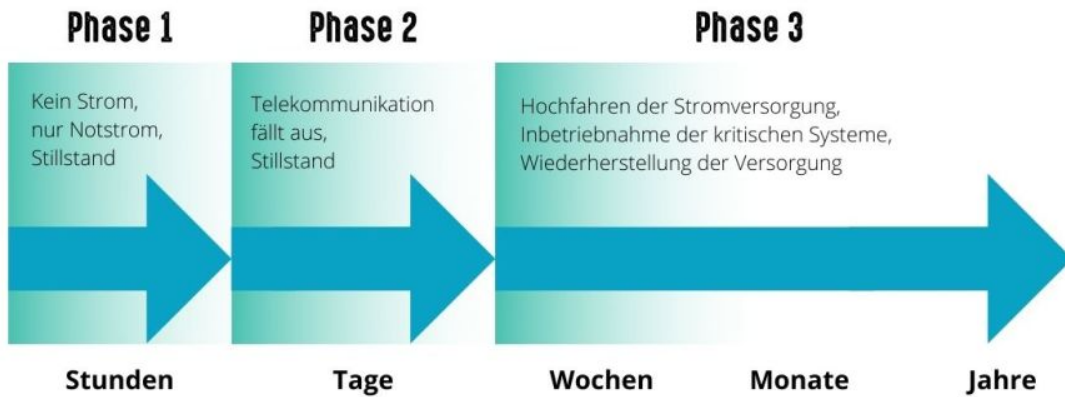 Phase 1
Phase 2
Phase 3
Kein Strom,
nur Notstrom,
Stillstand
Telekommunikation
fällt aus,
Stillstand
Hochfahren der Stromversorgung,
Inbetriebnahme der kritischen Systeme,
Wiederherstellung der Versorgung
Stunden
Tage
Wochen
Monate
Jahre